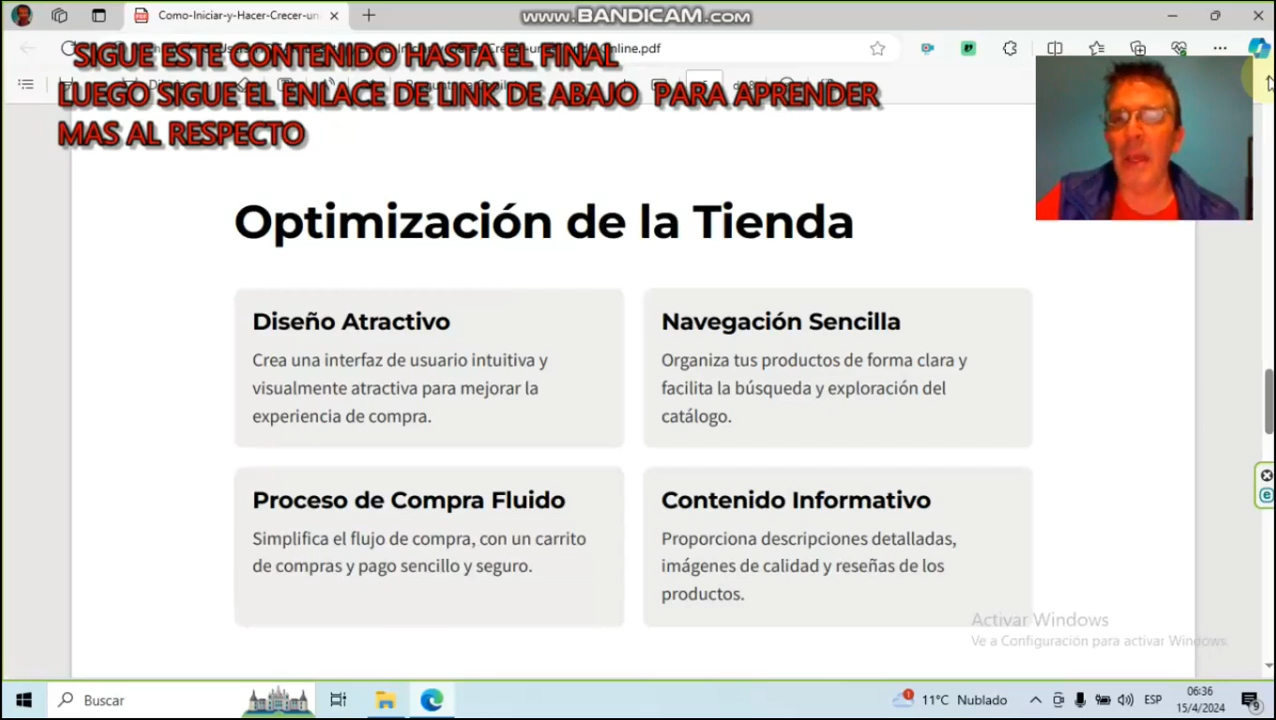 www.BANDICAM.com
Como-Iniciar-y-Hacer-Crecer-un
SIGUE ESTE CONTENIDO HASTA EL FINAL
Online.pdf
LUEGO SIGUE EL ENLACE DE LINK DE ABAJO PARA APRENDER
MAS AL RESPECTO
Optimización de la Tienda
Diseño Atractivo
Crea una interfaz de usuario intuitiva y
visualmente atractiva para mejorar la
experiencia de compra.
Navegación Sencilla
Organiza tus productos de forma clara y
facilita la búsqueda y exploración del
catálogo.
Proceso de Compra Fluido
Simplifica el flujo de compra, con un carrito
de compras y pago sencillo y seguro.
Contenido Informativo
Proporciona descripciones detalladas,
imágenes de calidad y reseñas de los
productos.
Activar Windows
Ve a Configuración para activar Windows.
Buscar
11°C Nublado
ESP
06:36
15/4/2024
9